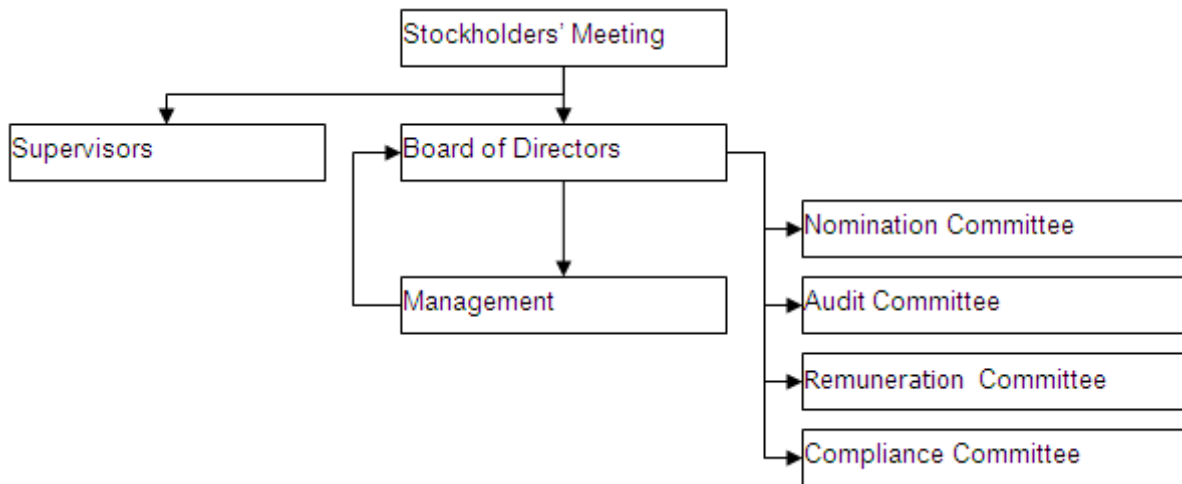 Stockholders’ Meeting
Supervisors
Board of Directors
Nomination Committee
Management
Audit Committee
Remuneration  Committee
Compliance Committee